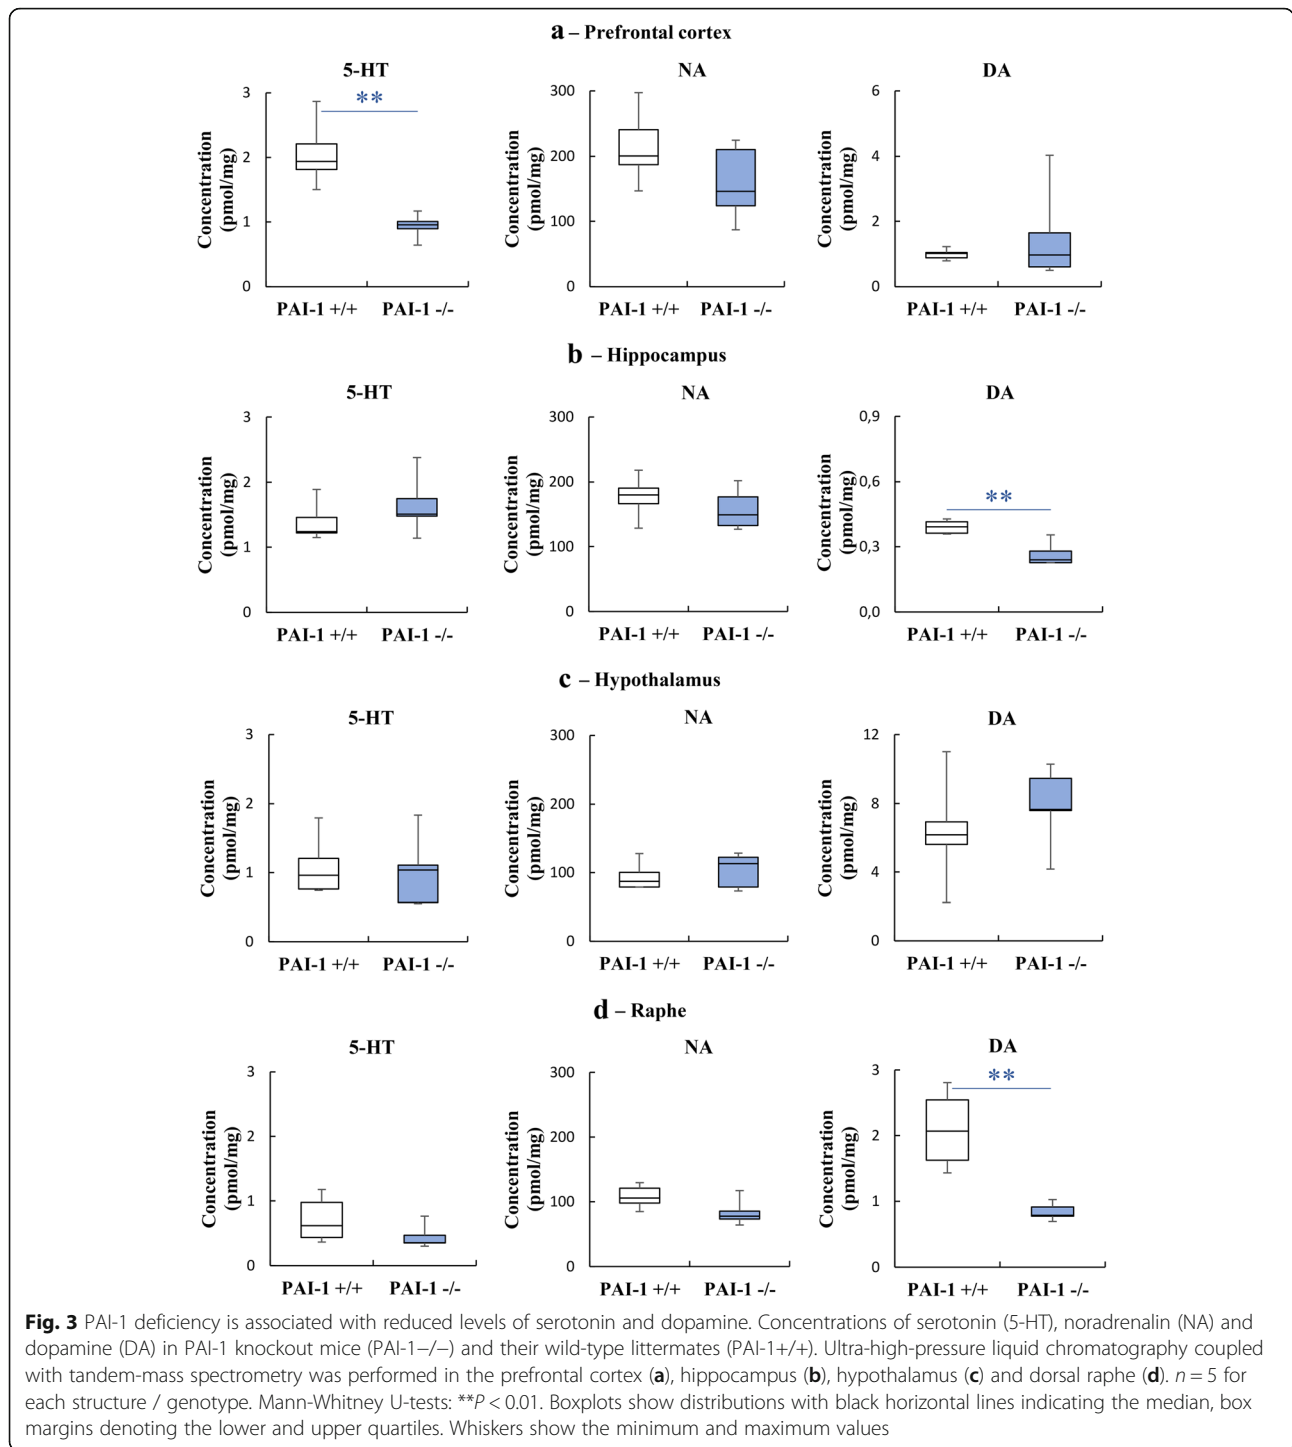 a – Prefrontal cortex
5-HT
NA
DA
Concentration
(pmol/mg)
3
2
1
0
**
PAI-1 +/+
PAI-1 -/-
Concentration
(pmol/mg)
300
200
100
0
PAI-1 +/+
PAI-1 -/-
Concentration
(pmol/mg)
6
4
2
0
PAI-1 +/+
PAI-1 -/-
b – Hippocampus
5-HT
NA
DA
Concentration
(pmol/mg)
3
2
1
0
PAI-1 +/+
PAI-1 -/-
Concentration
(pmol/mg)
300
200
100
0
PAI-1 +/+
PAI-1 -/-
Concentration
(pmol/mg)
0,9
0,6
0,3
0,0
**
PAI-1 +/+
PAI-1 -/-
c – Hypothalamus
5-HT
NA
DA
Concentration
(pmol/mg)
3
2
1
0
PAI-1 +/+
PAI-1 -/-
Concentration
(pmol/mg)
300
200
100
0
PAI-1 +/+
PAI-1 -/-
Concentration
(pmol/mg)
12
8
4
0
PAI-1 +/+
PAI-1 -/-
d – Raphe
5-HT
NA
DA
Concentration
(pmol/mg)
3
2
1
0
PAI-1 +/+
PAI-1 -/-
Concentration
(pmol/mg)
300
200
100
0
PAI-1 +/+
PAI-1 -/-
Concentration
(pmol/mg)
3
2
1
0
**
PAI-1 +/+
PAI-1 -/-
Fig. 3 PAI-1 deficiency is associated with reduced levels of serotonin and dopamine. Concentrations of serotonin (5-HT), noradrenalin (NA) and
dopamine (DA) in PAI-1 knockout mice (PAI-1−/−) and their wild-type littermates (PAI-1+/+). Ultra-high-pressure liquid chromatography coupled
with tandem-mass spectrometry was performed in the prefrontal cortex (a), hippocampus (b), hypothalamus (c) and dorsal raphe (d). n = 5 for
each structure / genotype. Mann-Whitney U-tests: **P < 0.01. Boxplots show distributions with black horizontal lines indicating the median, box
margins denoting the lower and upper quartiles. Whiskers show the minimum and maximum values